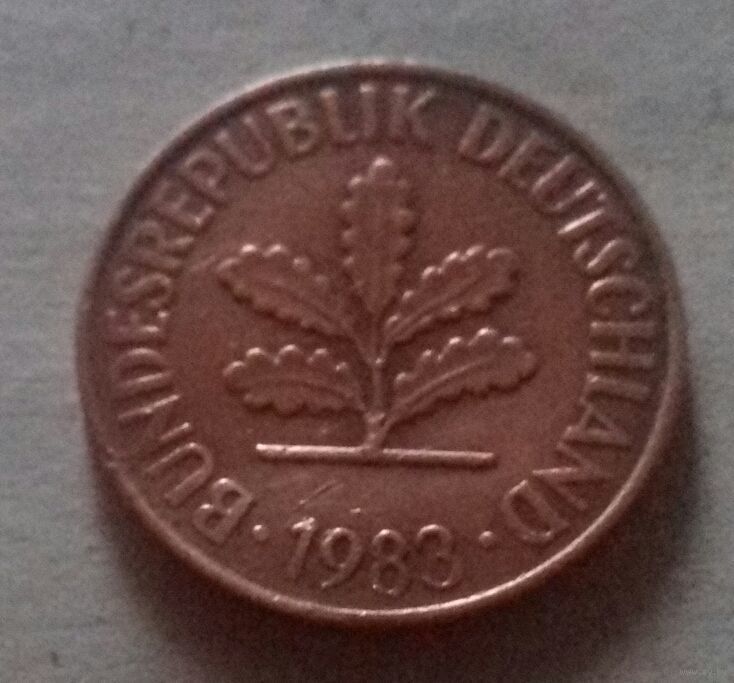 · BUNDESREPUBLIK DEUTSCHLAND ·
1983